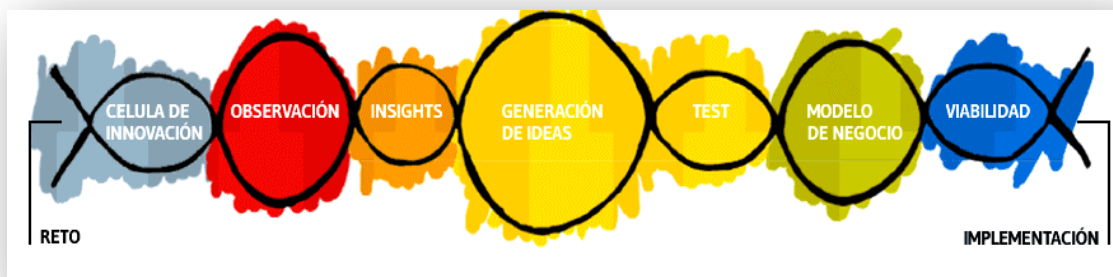 CELULA DE
INNOVACIÓN
OBSERVACIÓN
INSIGHTS
GENERACIÓN
DE IDEAS
TEST
MODELO
DE NEGOCIO
VIABILIDAD
RETO
IMPLEMENTACIÓN